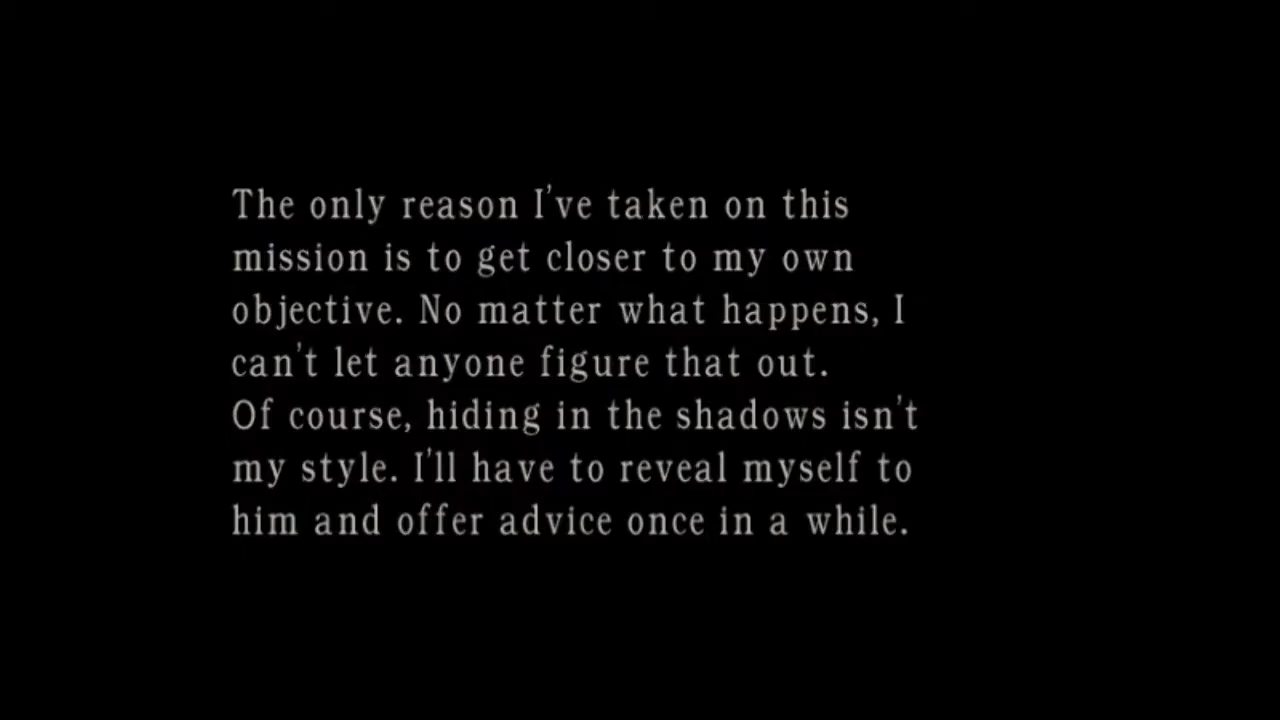 The only reason I've taken on this
mission is to get closer to my own
objective. No matter what happens, I
can't let anyone figure that out.
Of course, hiding in the shadows isn't
my style. I'll have to reveal myself to
him and offer advice once in a while.